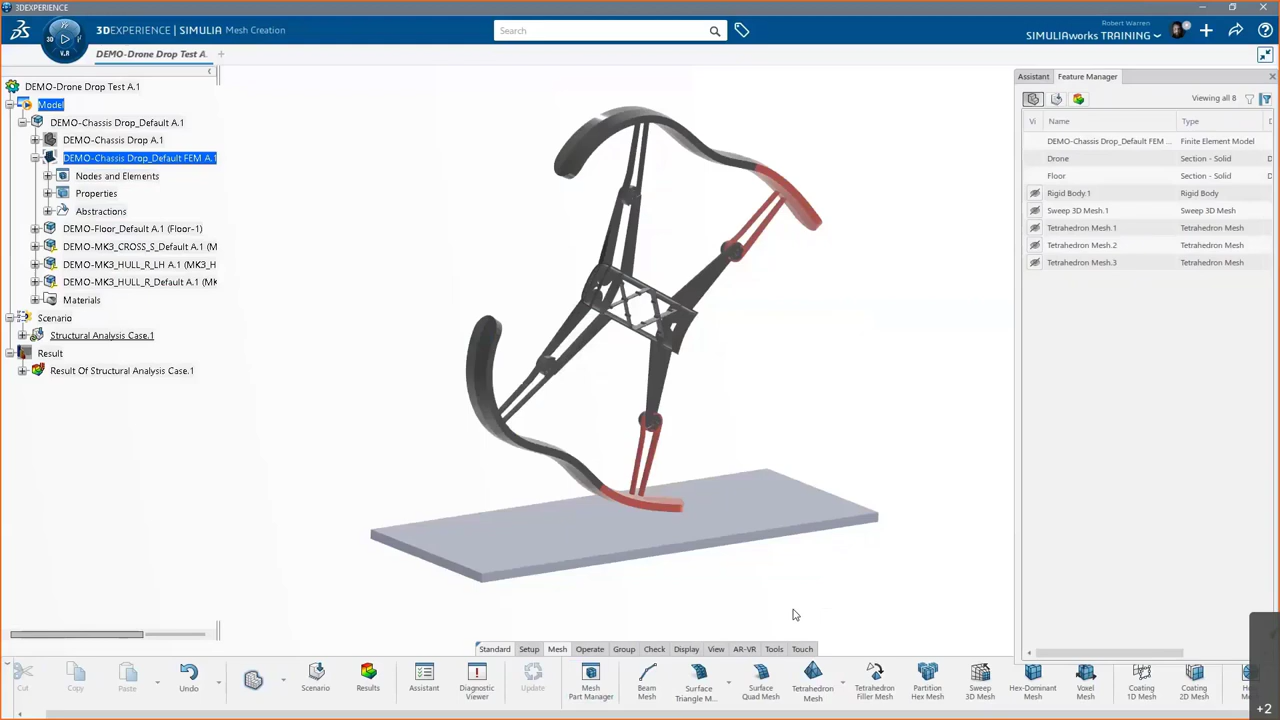 3DEXPERIENCE
3DEXPERIENCE | SIMULIA Mesh Creation
3D
V.R
Search
Robert Warren
SIMULIAworks TRAINING
DEMO-Drone Drop Test A.
DEMO-Drone Drop Test A.1
Model
DEMO-Chassis Drop_Default A.1
DEMO-Chassis Drop A.1
DEMO-Chassis Drop_Default FEM A.1
Nodes and Elements
Properties
Abstractions
DEMO-Floor_Default A.1 (Floor-1)
DEMO-MK3_CROSS_S_Default A.1 (M
DEMO-MK3_HULL_R_LH A.1 (MK3_H
DEMO-MK3_HULL_R_Default A.1 (MK
Materials
Scenario
Structural Analysis Case.1
Result
Result Of Structural Analysis Case.1
Assistant Feature Manager
Viewing all 8
Vi Name Type D
DEMO-Chassis Drop_Default FEM ... Finite Element Model
Drone Section - Solid
Floor Section - Solid
Rigid Body.1 Rigid Body
Sweep 3D Mesh.1 Sweep 3D Mesh
Tetrahedron Mesh.1 Tetrahedron Mesh
Tetrahedron Mesh.2 Tetrahedron Mesh
Tetrahedron Mesh.3 Tetrahedron Mesh
Standard Setup Mesh Operate Group Check Display View AR-VR Tools Touch
Cut Copy Paste Undo Scenario Results Assistant Diagnostic Viewer Update Mesh Part Manager Beam Mesh Surface Triangle M... Surface Quad Mesh Tetrahedron Mesh Tetrahedron Filler Mesh Partition Hex Mesh Sweep 3D Mesh Hex-Dominant Mesh Voxel Mesh Coating 1D Mesh Coating 2D Mesh
+2